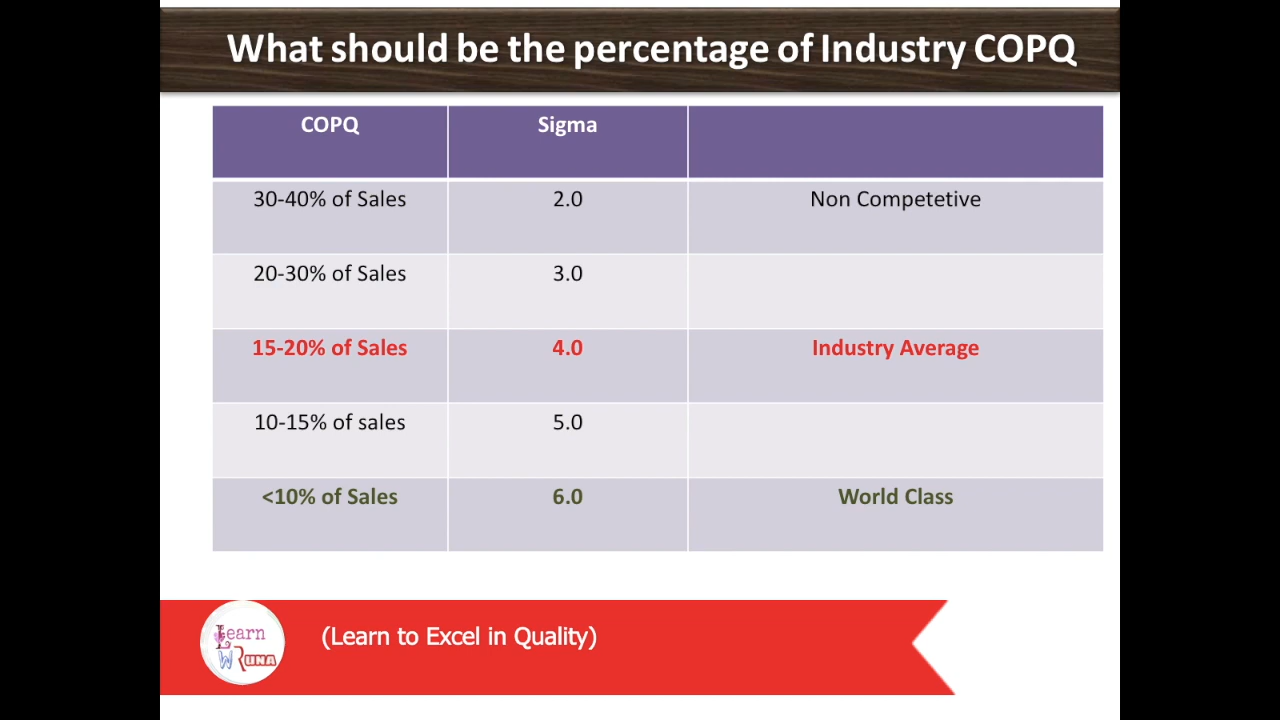 What should be the percentage of Industry COPQ
COPQ Sigma
30-40% of Sales 2.0 Non Competetive
20-30% of Sales 3.0
15-20% of Sales 4.0 Industry Average
10-15% of sales 5.0
<10% of Sales 6.0 World Class
(Learn to Excel in Quality)
Learn
W RUNA